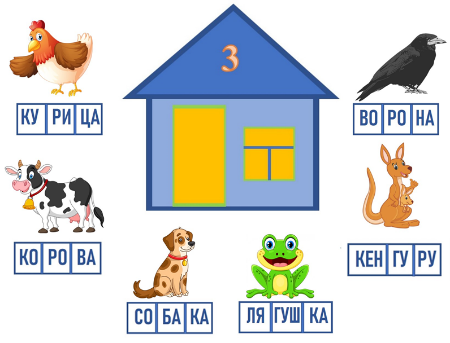 3
КУ РИ ЦА
ВО РО НА
КО РО ВА
КЕН ГУ РУ
СО БА КА
ЛЯ ГУШ КА